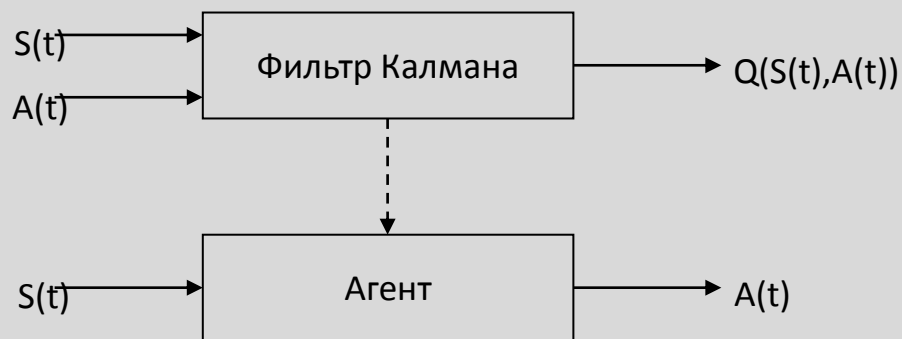 S(t)
A(t)
Фильтр Калмана
Q(S(t),A(t))
S(t)
Агент
A(t)